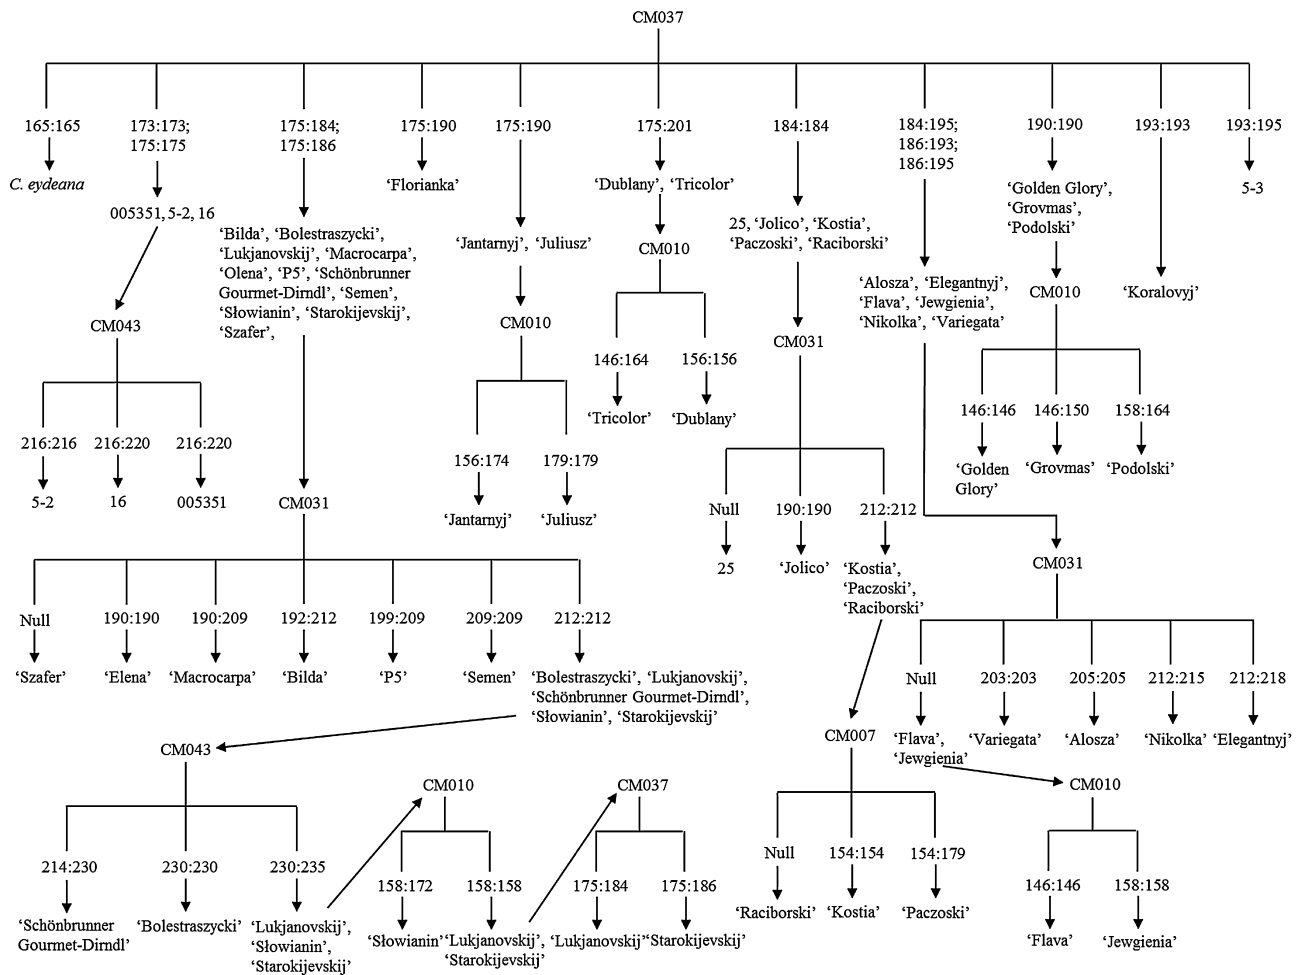 CM037
165:165
173:173;
175:175
175:184;
175:186
175:190
175:190
175:201
184:184
184:195;
186:193;
186:195
190:190
193:193
193:195
C. eydeana
005351, 5-2, 16
‘Bilda’, ‘Bolestraszycki’,
‘Lukjanovskij’, ‘Macrocarpa’,
‘Olena’, ‘P5’, ‘Schönbrunner
Gourmet-Dirndl’, ‘Semen’,
‘Słowianin’, ‘Starokijevskij’,
‘Szafer’,
‘Florianka’
‘Jantarnyj’, ‘Juliusz’
‘Dublany’, ‘Tricolor’
25, ‘Jolico’, ‘Kostia’,
‘Paczoski’, ‘Raciborski’
‘Alosza’, ‘Elegantnyj’,
‘Flava’, ‘Jewgienia’,
‘Nikolka’, ‘Variegata’
‘Golden Glory’,
‘Grovmas’,
‘Podolski’
‘Koralovyj’
5-3
CM043
216:216
216:220
216:220
5-2
16
005351
CM010
156:174
179:179
‘Jantarnyj’
‘Juliusz’
CM010
146:164
156:156
‘Tricolor’
‘Dublany’
CM031
Null
190:190
212:212
25
‘Jolico’
‘Kostia’,
‘Paczoski’,
‘Raciborski’
CM010
146:146
146:150
158:164
‘Golden
Glory’
‘Grovmas’
‘Podolski’
CM031
Null
190:190
190:209
192:212
199:209
209:209
212:212
‘Szafer’
‘Elena’
‘Macrocarpa’
‘Bilda’
‘P5’
‘Semen’
‘Bolestraszycki’, ‘Lukjanovskij’,
‘Schönbrunner Gourmet-Dirndl’,
‘Słowianin’, ‘Starokijevskij’
CM031
Null
203:203
205:205
212:215
212:218
‘Flava’,
‘Jewgienia’
‘Variegata’
‘Alosza’
‘Nikolka’
‘Elegantnyj’
CM043
214:230
230:230
230:235
‘Schönbrunner
Gourmet-Dirndl’
‘Bolestraszycki’
‘Lukjanovskij’,
‘Słowianin’,
‘Starokijevskij’
CM010
158:172
158:158
‘Słowianin’
‘Lukjanovskij’,
‘Starokijevskij’
CM037
175:184
175:186
‘Lukjanovskij’
‘Starokijevskij’
CM007
Null
154:154
154:179
‘Raciborski’
‘Kostia’
‘Paczoski’
CM010
146:146
158:158
‘Flava’
‘Jewgienia’